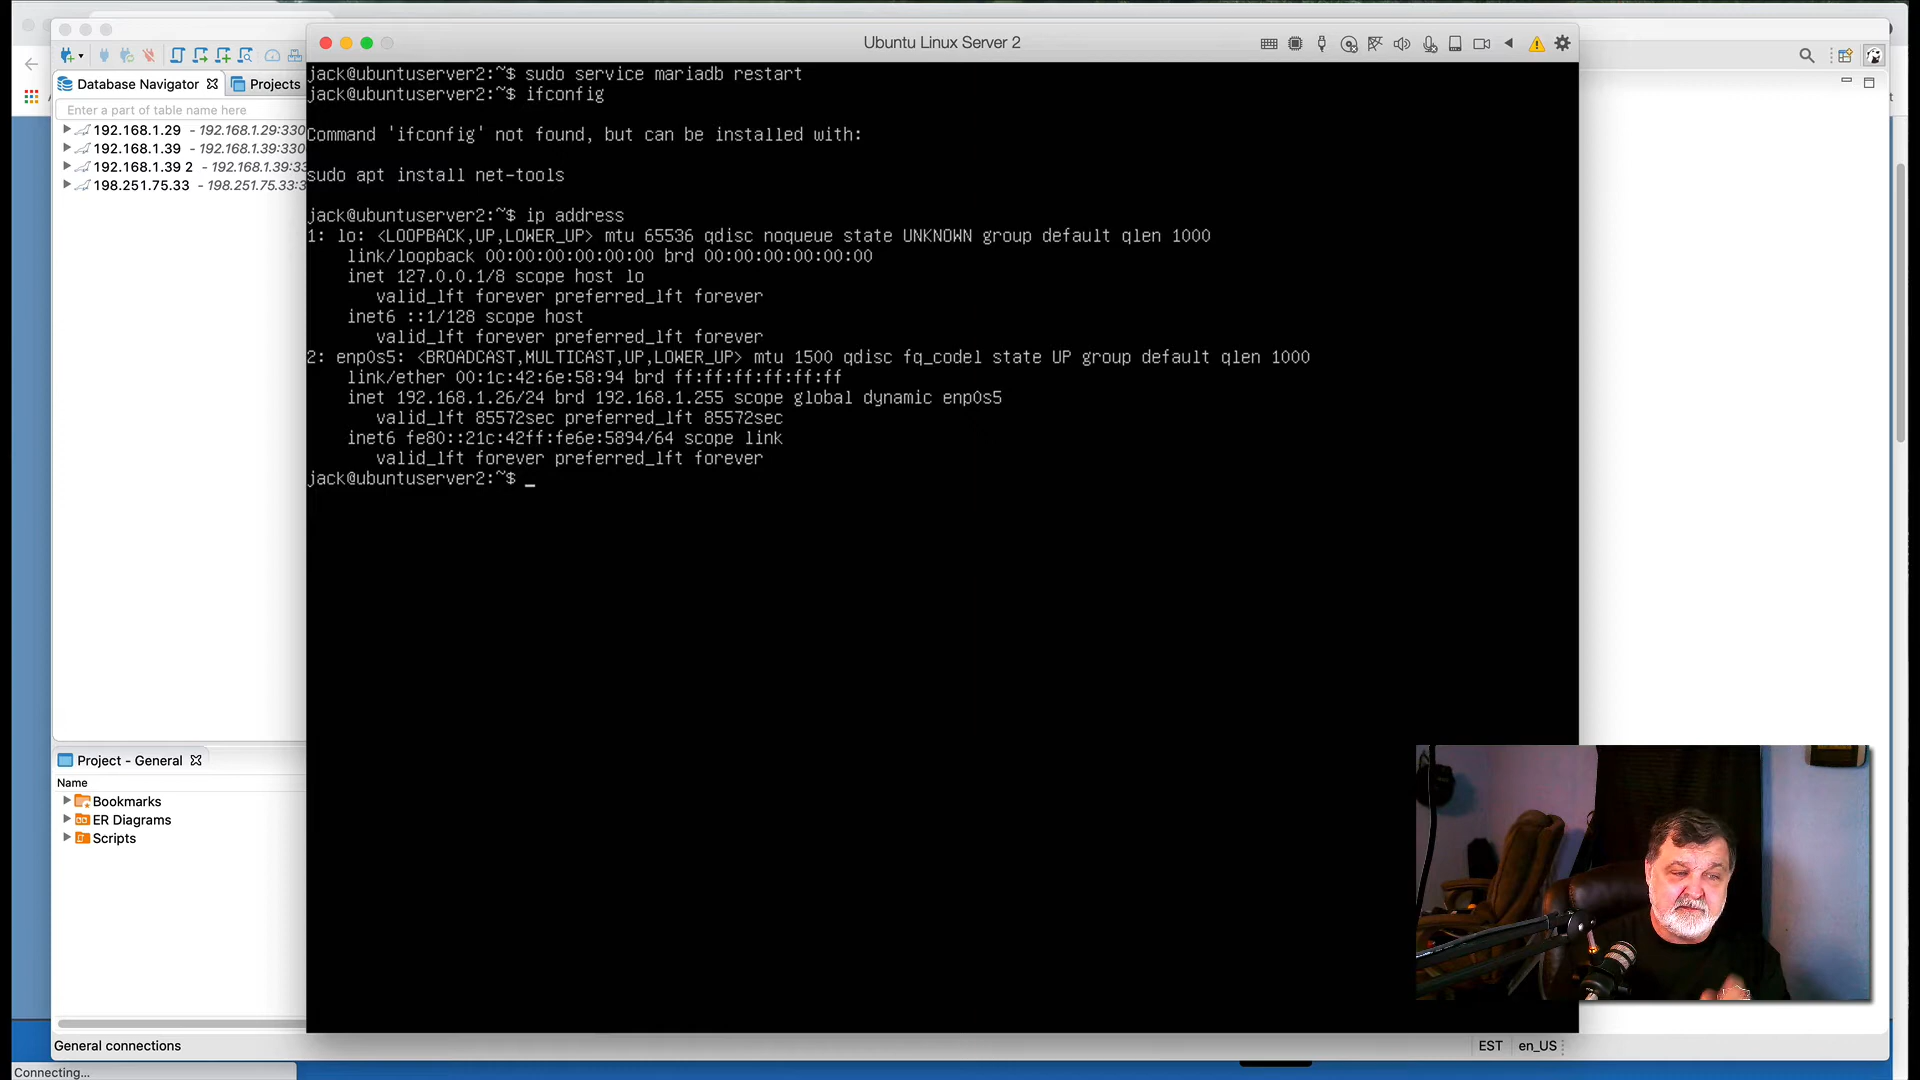 Ubuntu Linux Server 2
Database Navigator
Projects
Enter a part of table name here
192.168.1.29 - 192.168.1.29:330
192.168.1.39 - 192.168.1.39:330
192.168.1.39 2 - 192.168.1.39:33
198.251.75.33 - 198.251.75.33:3
jack@ubuntuserver2:~$ sudo service mariadb restart
jack@ubuntuserver2:~$ ifconfig
Command 'ifconfig' not found, but can be installed with:
sudo apt install net-tools
jack@ubuntuserver2:~$ ip address
1: lo: <LOOPBACK,UP,LOWER_UP> mtu 65536 qdisc noqueue state UNKNOWN group default qlen 1000
link/loopback 00:00:00:00:00:00 brd 00:00:00:00:00:00
inet 127.0.0.1/8 scope host lo
valid_lft forever preferred_lft forever
inet6 ::1/128 scope host
valid_lft forever preferred_lft forever
2: enp0s5: <BROADCAST,MULTICAST,UP,LOWER_UP> mtu 1500 qdisc fq_codel state UP group default qlen 1000
link/ether 00:1c:42:6e:58:94 brd ff:ff:ff:ff:ff:ff
inet 192.168.1.26/24 brd 192.168.1.255 scope global dynamic enp0s5
valid_lft 85572sec preferred_lft 85572sec
inet6 fe80::21c:42ff:fe6e:5894/64 scope link
valid_lft forever preferred_lft forever
jack@ubuntuserver2:~$ _
Project - General
Name
Bookmarks
ER Diagrams
Scripts
General connections
EST
en_US
Connecting...